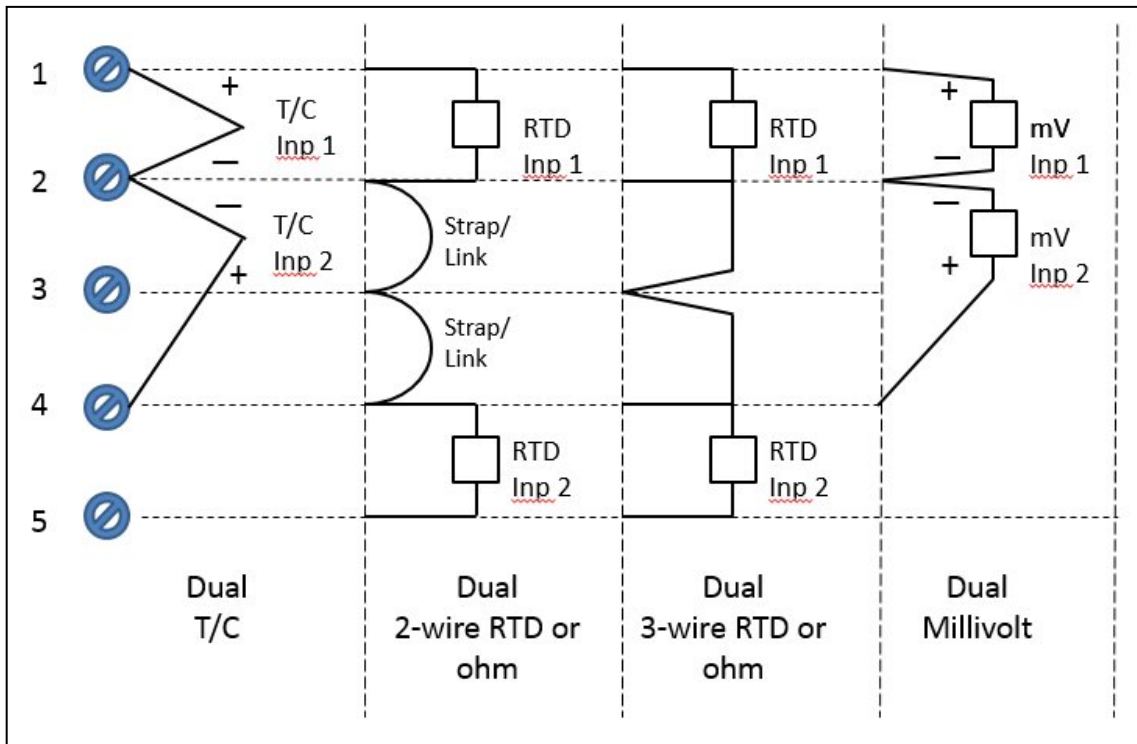 1
2
3
4
5
+
T/C
Inp 1
—
—
T/C
Inp 2
+
RTD
Inp 1
Strap/
Link
Strap/
Link
RTD
Inp 2
RTD
Inp 1
RTD
Inp 2
+
mV
Inp 1
—
—
mV
Inp 2
+
Dual
T/C
Dual
2-wire RTD or
ohm
Dual
3-wire RTD or
ohm
Dual
Millivolt